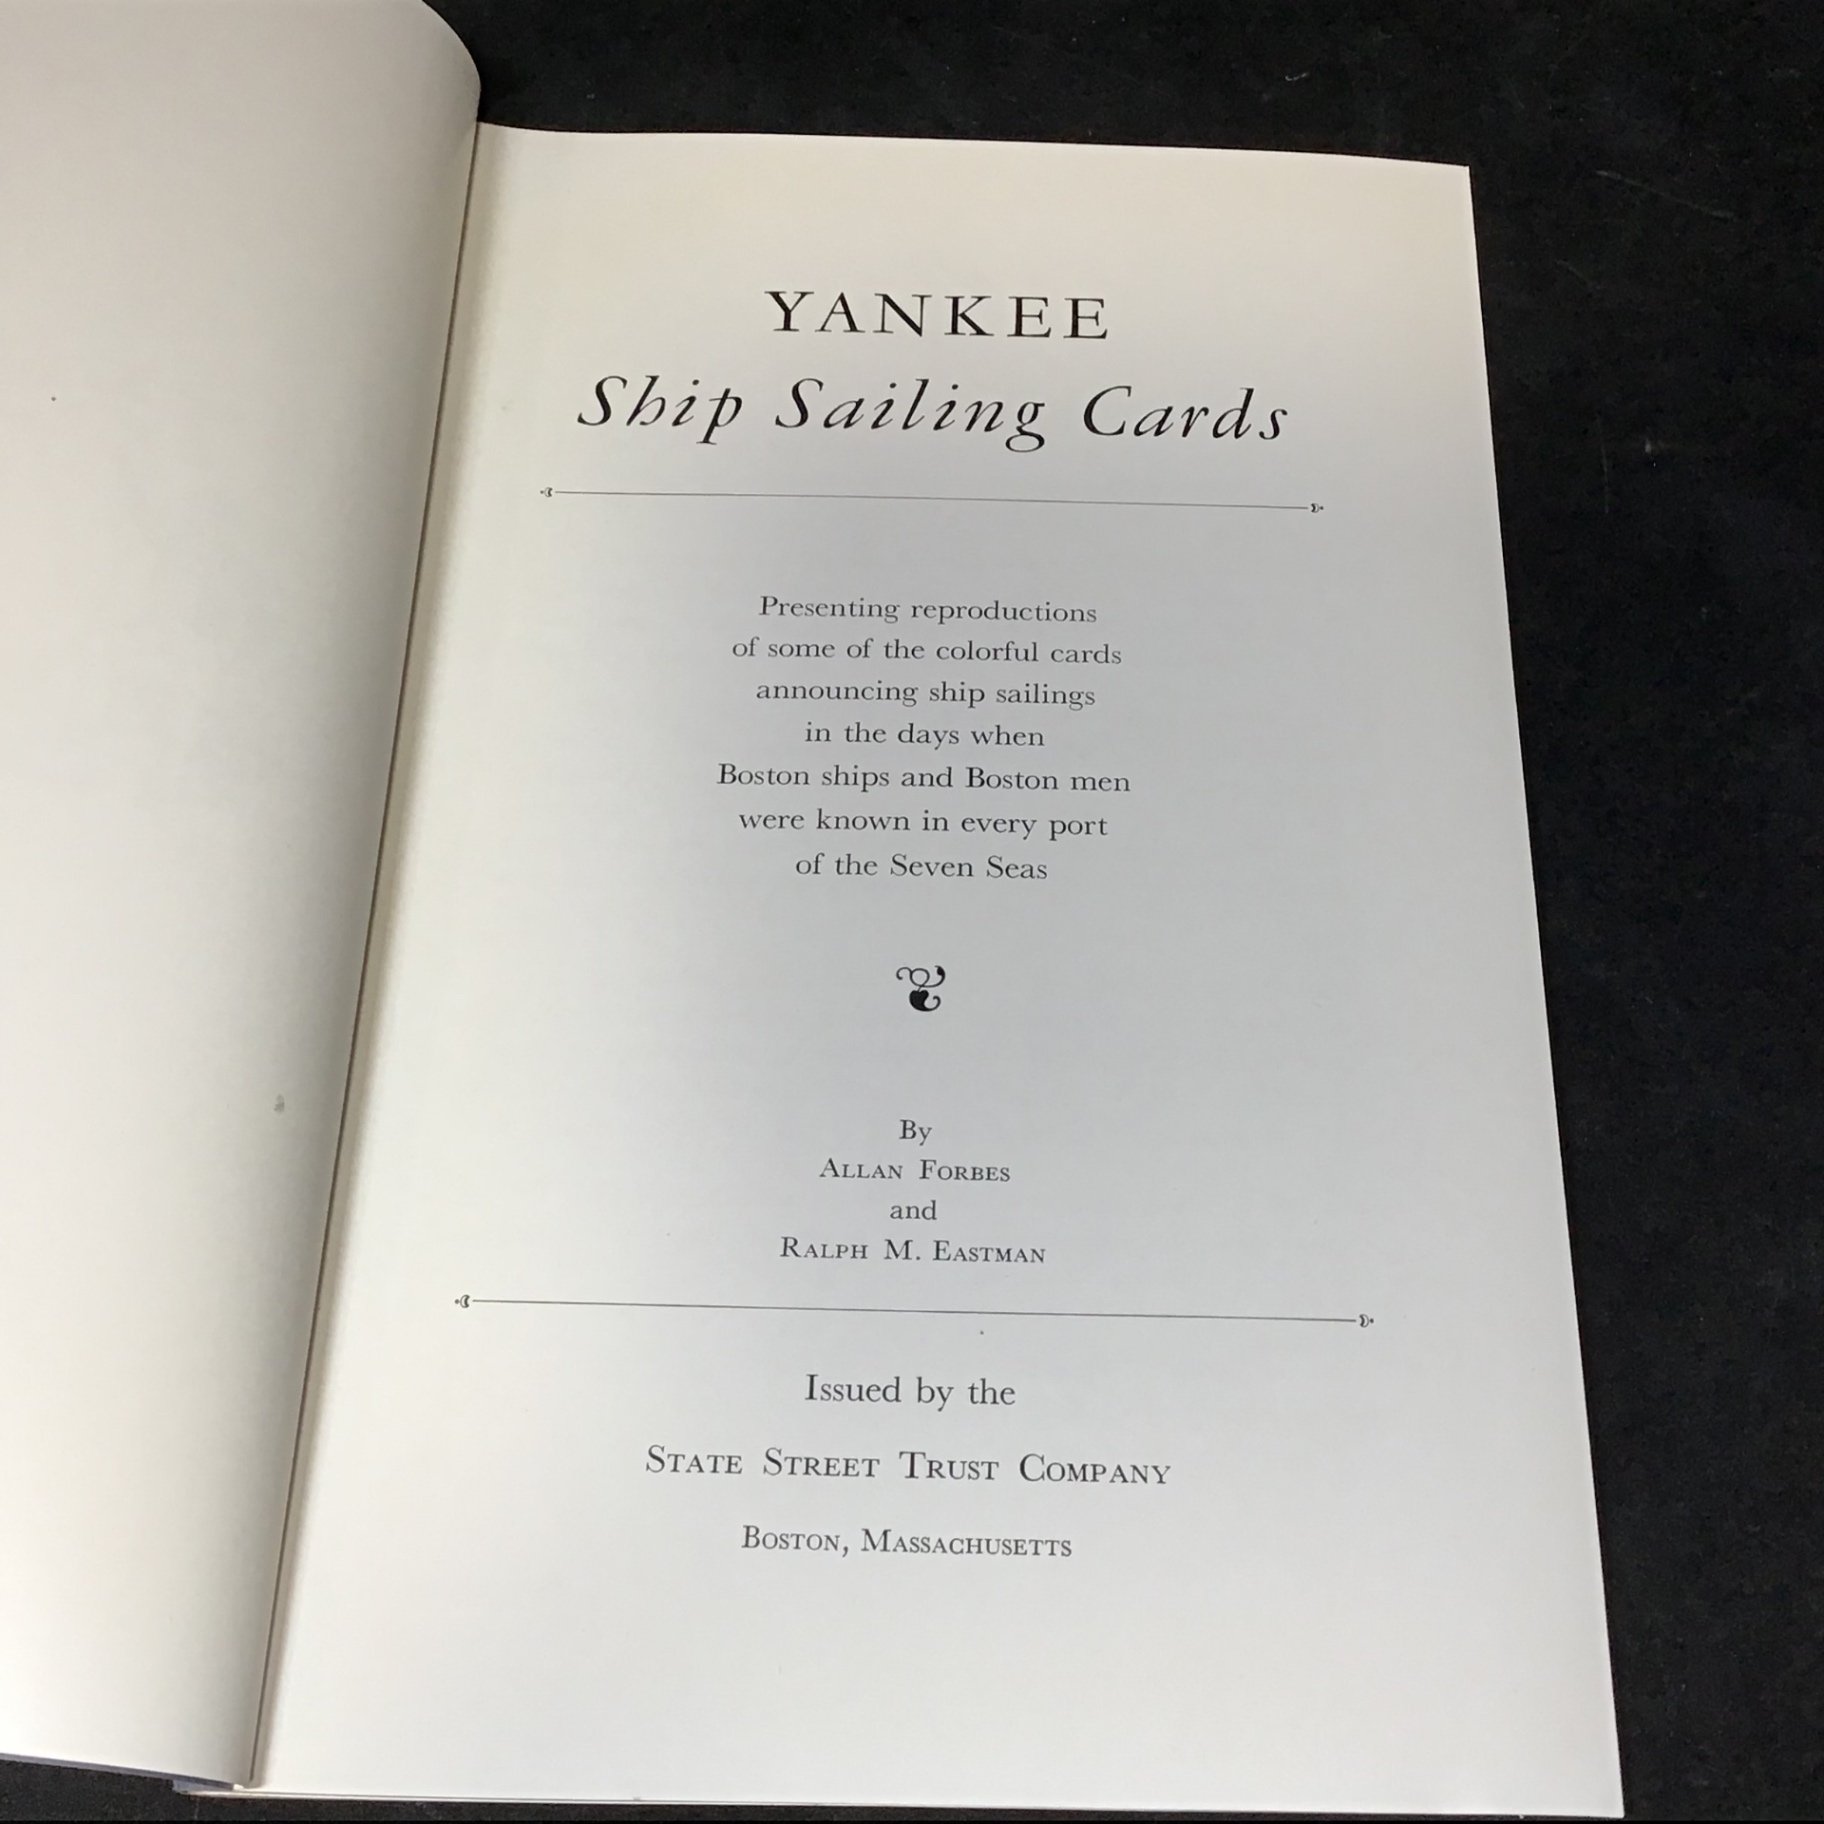 YANKEE
Ship Sailing Cards
Presenting reproductions
of some of the colorful cards
announcing ship sailings
in the days when
Boston ships and Boston men
were known in every port
of the Seven Seas
By
ALLAN FORBES
and
RALPH M. EASTMAN
Issued by the
STATE STREET TRUST COMPANY
BOSTON, MASSACHUSETTS